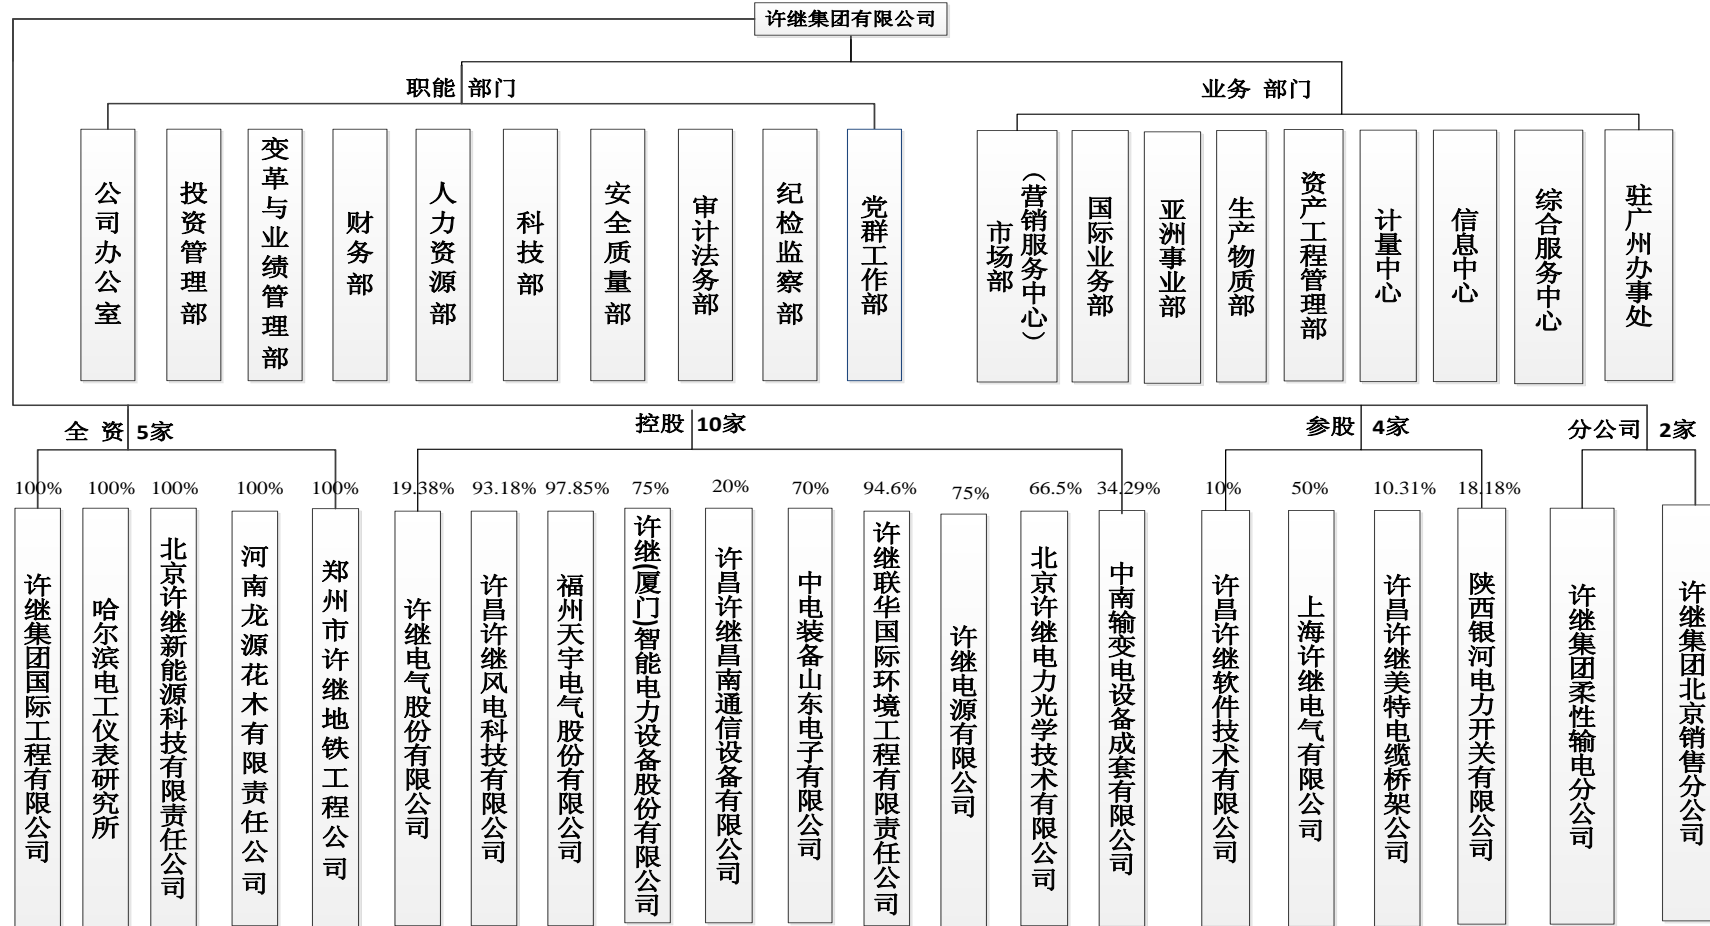 许继集团有限公司
职能 部门
业务 部门
公司办公室
投资管理部
变革与业绩管理部
财务部
人力资源部
科技部
安全质量部
审计法务部
纪检监察部
党群工作部
市场部
（营销服务中心）
国际业务部
亚洲事业部
生产物质部
资产工程管理部
计量中心
信息中心
综合服务中心
驻广州办事处
全 资 5家
控股 10家
参股 4家
分公司 2家
100%
100%
100%
100%
100%
19.38%
93.18%
97.85%
75%
20%
70%
94.6%
75%
66.5%
34.29%
10%
50%
10.31%
18.18%
许继集团国际工程有限公司
哈尔滨电工仪表研究所
北京许继新能源科技有限责任公司
河南龙源花木有限责任公司
郑州市许继地铁工程公司
许继电气股份有限公司
许昌许继风电科技有限公司
福州天宇电气股份有限公司
许继(厦门)智能电力设备股份有限公司
许昌许继昌南通信设备有限公司
中电装备山东电子有限公司
许继联华国际环境工程有限责任公司
许继电源有限公司
北京许继电力光学技术有限公司
中南输变电设备成套有限公司
许昌许继软件技术有限公司
上海许继电气有限公司
许昌许继美特电缆桥架公司
陕西银河电力开关有限公司
许继集团柔性输电分公司
许继集团北京销售分公司